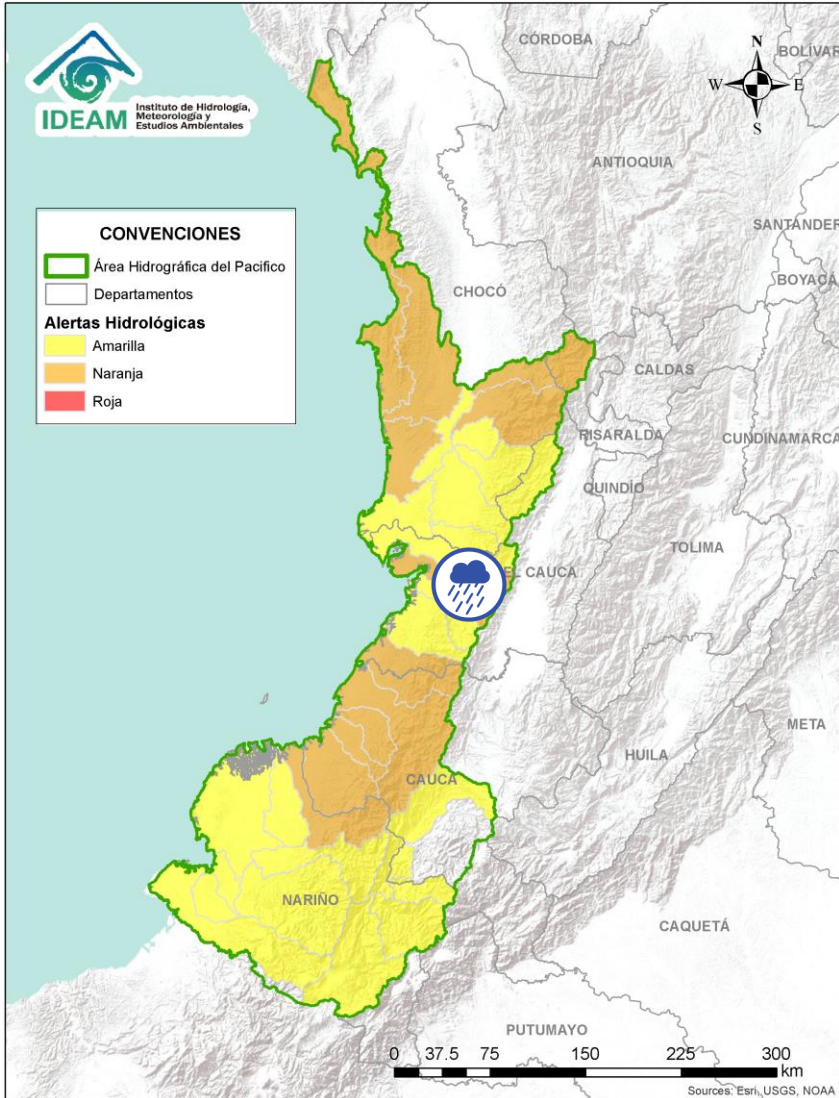 IDEAM
Instituto de Hidrología,
Meteorología y
Estudios Ambientales
CÓRDOBA
BOLÍVAR
N
W
E
S
ANTIOQUIA
SANTANDER
BOYACÁ
CONVENCIONES
Área Hidrográfica del Pacifico
Departamentos
Alertas Hidrológicas
Amarilla
Naranja
Roja
CHOCÓ
CALDAS
RISARALDA
CUNDINAMARCA
QUINDÍO
TOLIMA
EL CAUCA
META
HUILA
CAUCA
NARIÑO
CAQUETÁ
PUTUMAYO
0 37.5 75 150 225 300
km
Sources: Esri, USGS, NOAA